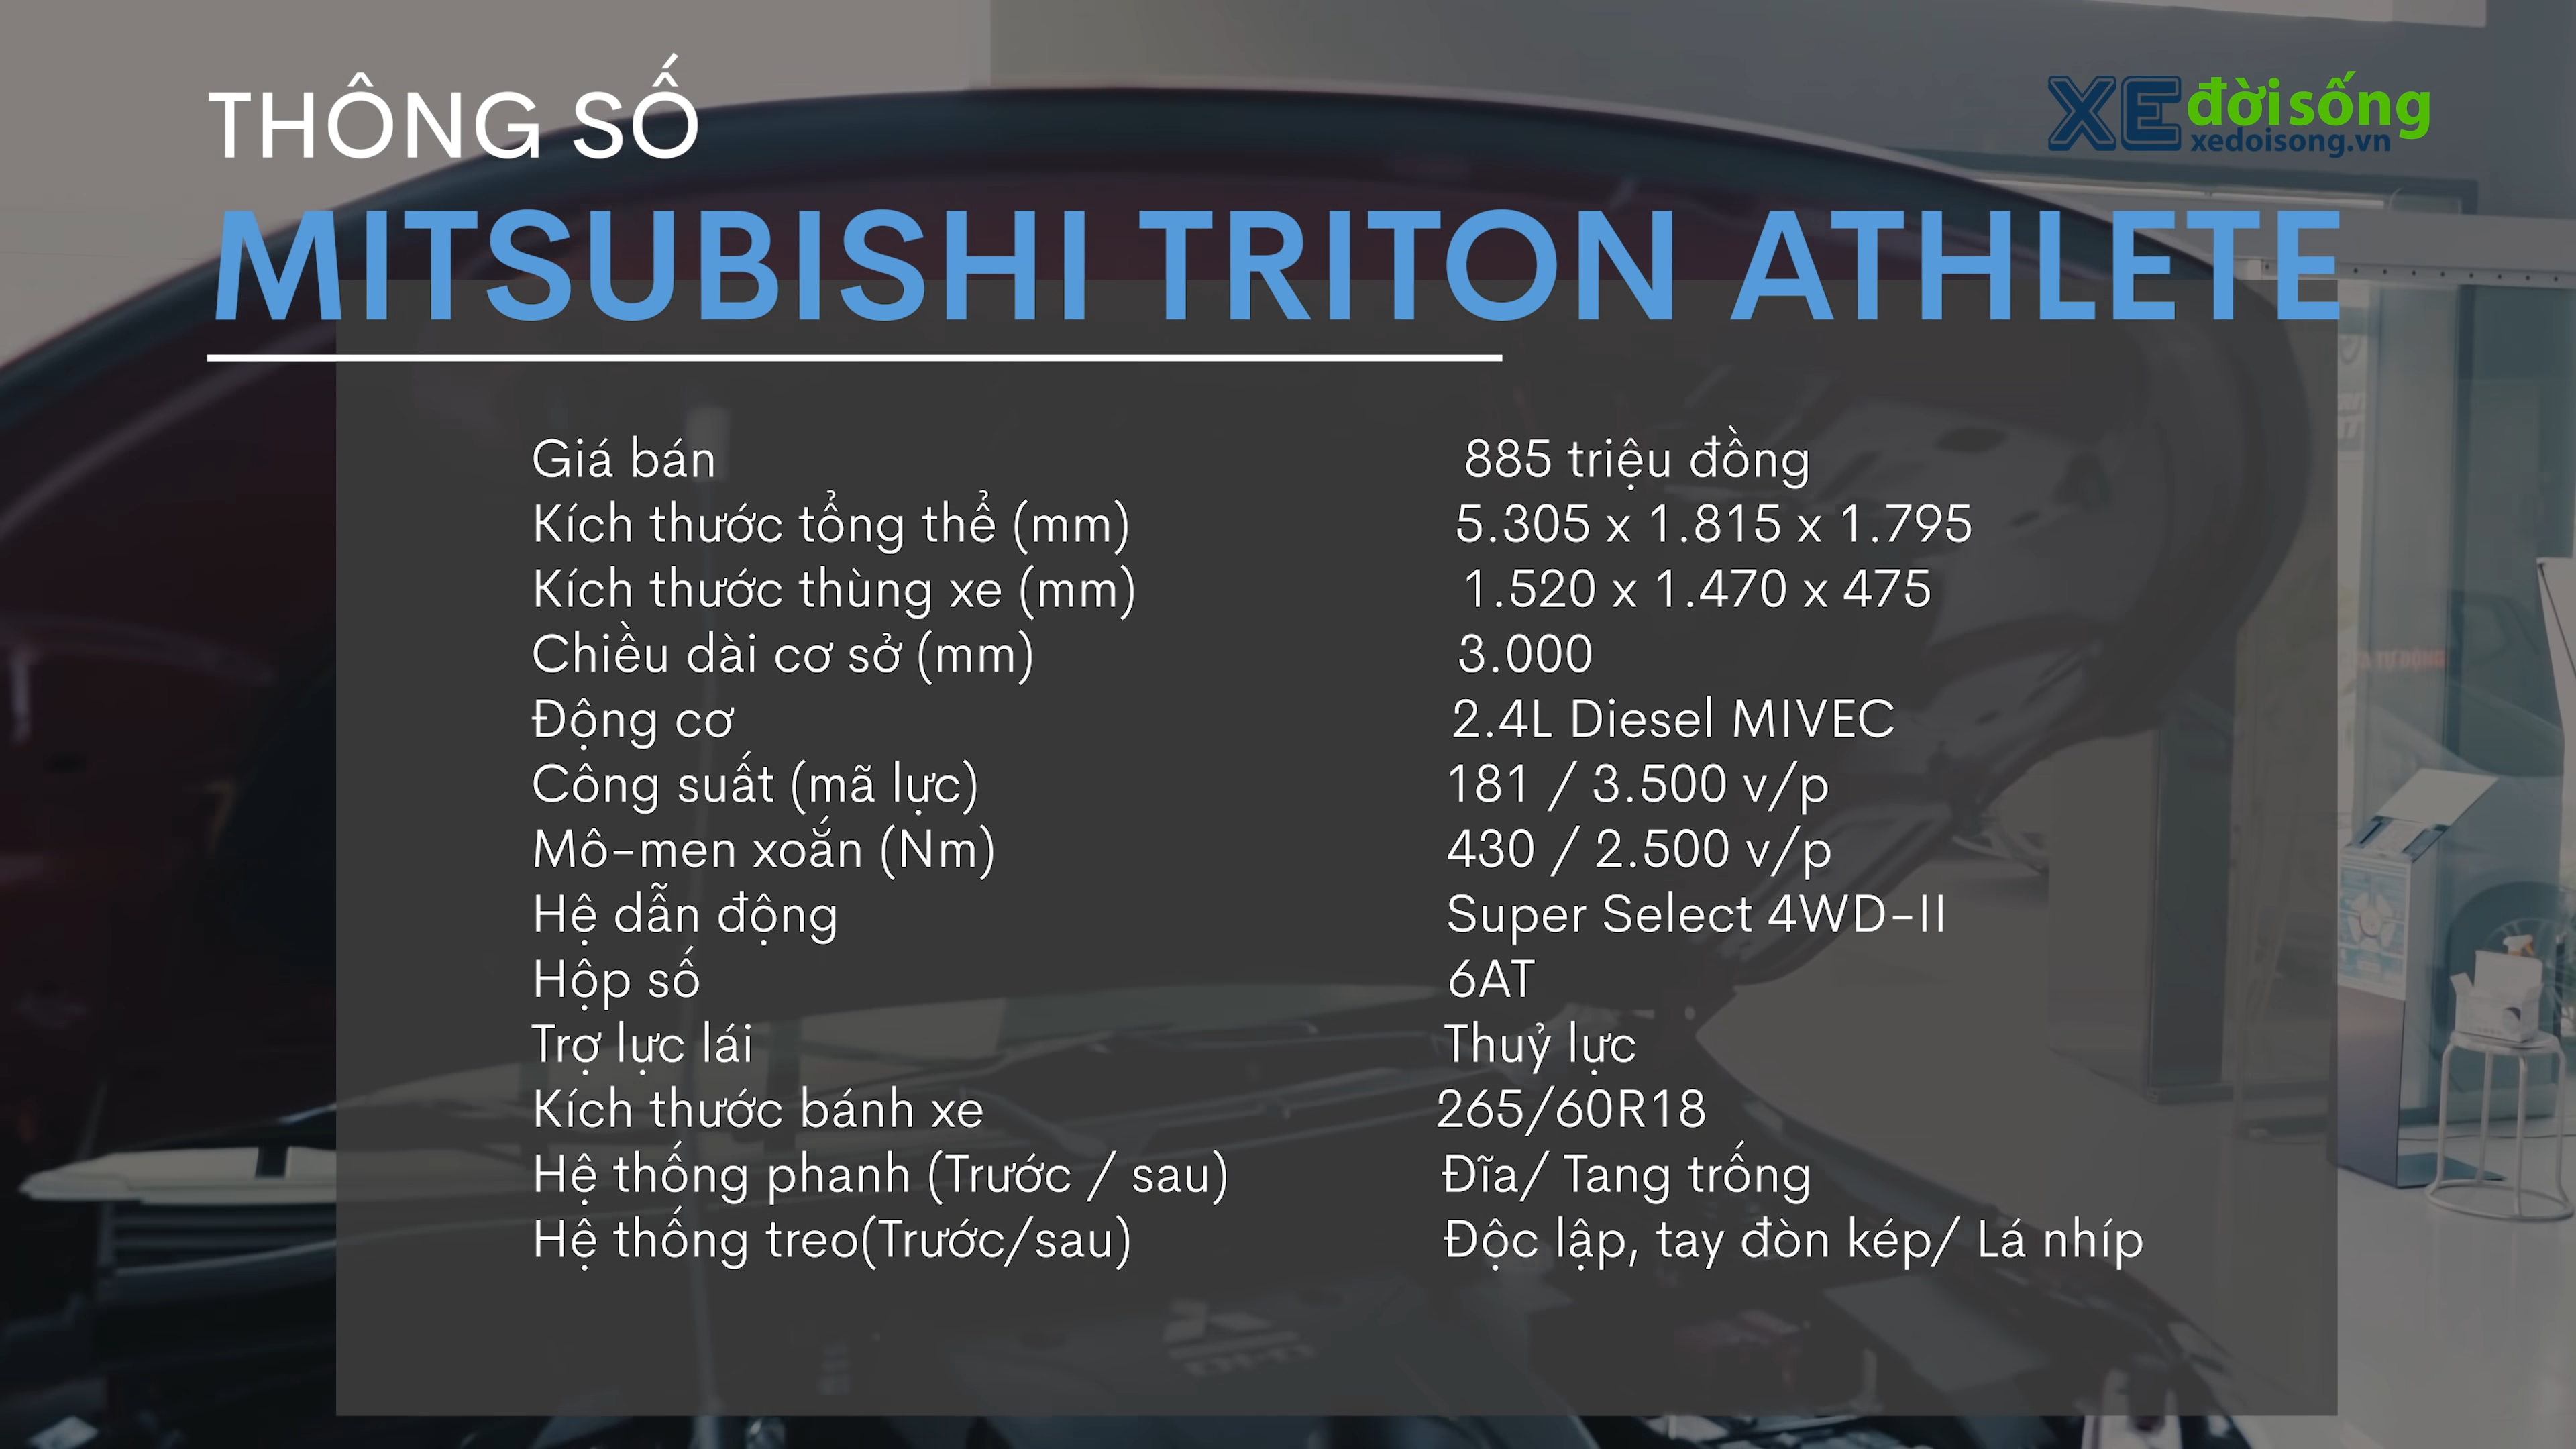 THÔNG SỐ
XE đời sống
xedoisong.vn
MITSUBISHI TRITON ATHLETE
Giá bán 885 triệu đồng
Kích thước tổng thể (mm) 5.305 x 1.815 x 1.795
Kích thước thùng xe (mm) 1.520 x 1.470 x 475
Chiều dài cơ sở (mm) 3.000
Động cơ 2.4L Diesel MIVEC
Công suất (mã lực) 181 / 3.500 v/p
Mô-men xoắn (Nm) 430 / 2.500 v/p
Hệ dẫn động Super Select 4WD-II
Hộp số 6AT
Trợ lực lái Thuỷ lực
Kích thước bánh xe 265/60R18
Hệ thống phanh (Trước / sau) Đĩa/ Tang trống
Hệ thống treo(Trước/sau) Độc lập, tay đòn kép/ Lá nhíp
TỰ ĐỘNG